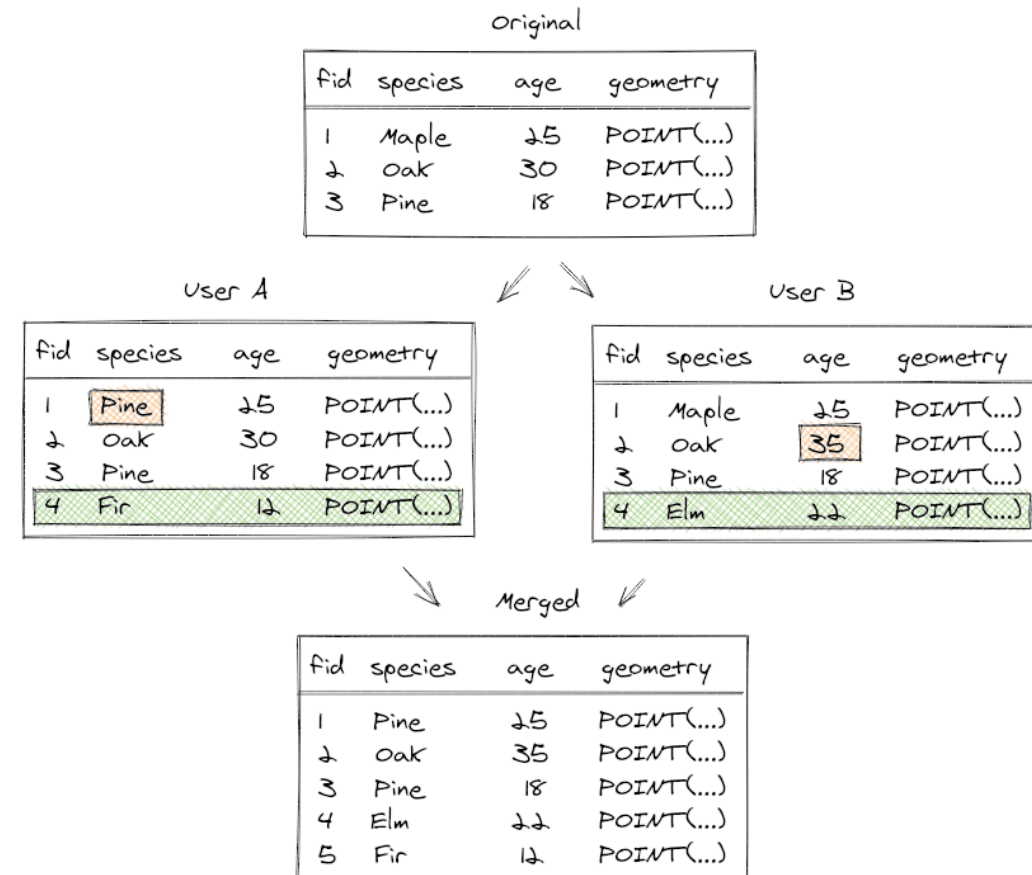 Original
fid species age geometry
1 Maple 25 POINT(...)
2 Oak 30 POINT(...)
3 Pine 18 POINT(...)
User A
fid species age geometry
1 Pine 25 POINT(...)
2 Oak 30 POINT(...)
3 Pine 18 POINT(...)
4 Fir 12 POINT(...)
User B
fid species age geometry
1 Maple 25 POINT(...)
2 Oak 35 POINT(...)
3 Pine 18 POINT(...)
4 Elm 22 POINT(...)
Merged
fid species age geometry
1 Pine 25 POINT(...)
2 Oak 35 POINT(...)
3 Pine 18 POINT(...)
4 Elm 22 POINT(...)
5 Fir 12 POINT(...)